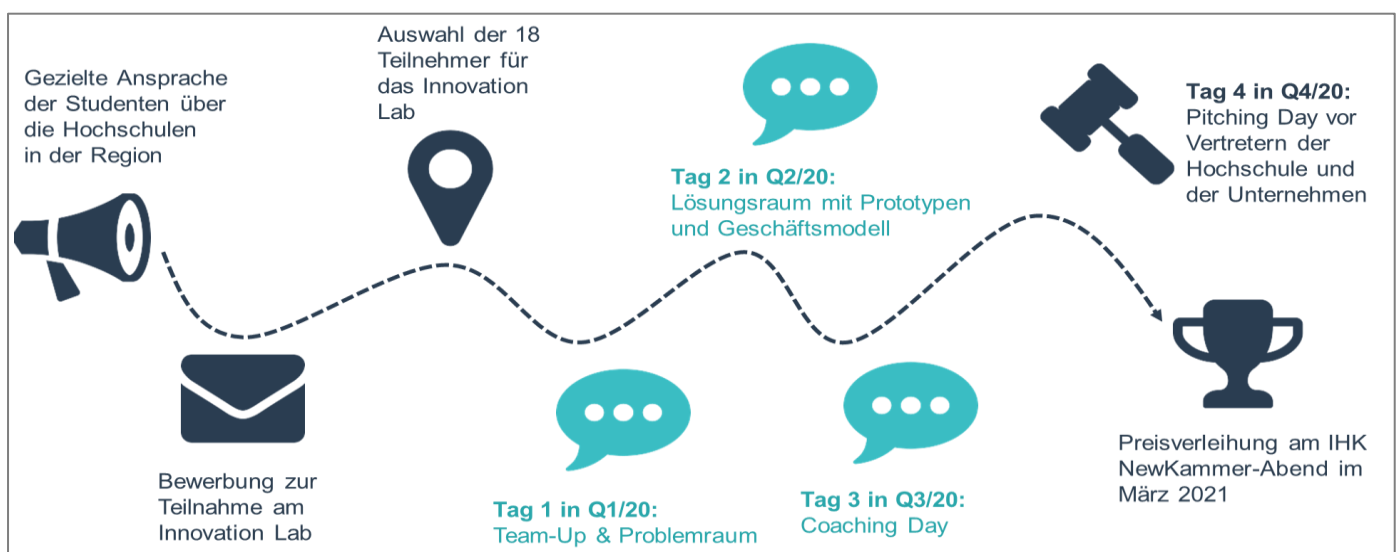 Gezielte Ansprache
der Studenten über
die Hochschulen
in der Region
Bewerbung zur
Teilnahme am
Innovation Lab
Auswahl der 18
Teilnehmer für
das Innovation
Lab
Tag 1 in Q1/20:
Team-Up & Problemraum
Tag 2 in Q2/20:
Lösungsraum mit Prototypen
und Geschäftsmodell
Tag 3 in Q3/20:
Coaching Day
Tag 4 in Q4/20:
Pitching Day vor
Vertretern der
Hochschule und
der Unternehmen
Preisverleihung am IHK
NewKammer-Abend im
März 2021